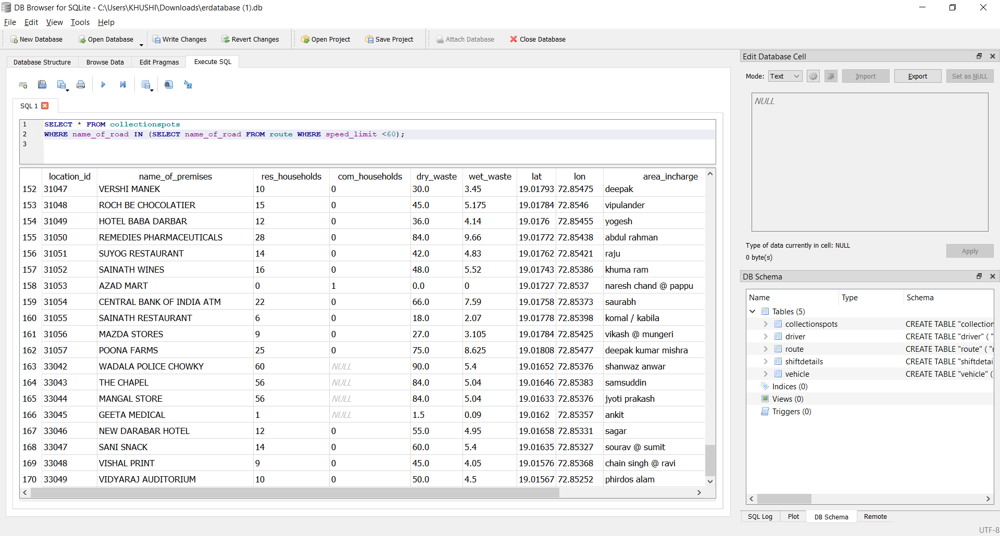 DB Browser for SQLite - C:\Users\KHUSHI\Downloads\erdatabase (1).db
File Edit View Tools Help
New Database Open Database Write Changes Revert Changes Open Project Save Project Attach Database Close Database
Database Structure Browse Data Edit Pragmas Execute SQL
SQL 1
1 SELECT * FROM collectionspots
2 WHERE name_of_road IN (SELECT name_of_road FROM route WHERE speed_limit <60);
3
location_id name_of_premises res_households com_households dry_waste wet_waste lat lon area_incharge
152 31047 VERSHI MANEK 10 0 30.0 3.45 19.01793 72.85475 deepak
153 31048 ROCH BE CHOCOLATIER 15 0 45.0 5.175 19.01784 72.8546 vipulander
154 31049 HOTEL BABA DARBAR 12 0 36.0 4.14 19.0176 72.85455 yogesh
155 31050 REMEDIES PHARMACEUTICALS 28 0 84.0 9.66 19.01772 72.85438 abdul rahman
156 31051 SUYOG RESTAURANT 14 0 42.0 4.83 19.01762 72.85421 raju
157 31052 SAINATH WINES 16 0 48.0 5.52 19.01743 72.85386 khuma ram
158 31053 AZAD MART 0 1 0.0 0 19.01727 72.8537 naresh chand @ pappu
159 31054 CENTRAL BANK OF INDIA ATM 22 0 66.0 7.59 19.01758 72.85373 saurabh
160 31055 SAINATH RESTAURANT 6 0 18.0 2.07 19.01778 72.85398 komal / kabila
161 31056 MAZDA STORES 9 0 27.0 3.105 19.01784 72.85425 vikash @ mungeri
162 31057 POONA FARMS 25 0 75.0 8.625 19.01808 72.85477 deepak kumar mishra
163 33042 WADALA POLICE CHOWKY 60 NULL 90.0 5.4 19.01652 72.85376 shanwaz anwar
164 33043 THE CHAPEL 56 NULL 84.0 5.04 19.01646 72.85383 samsuddin
165 33044 MANGAL STORE 56 NULL 84.0 5.04 19.01633 72.85376 jyoti prakash
166 33045 GEETA MEDICAL 1 NULL 1.5 0.09 19.0162 72.85357 ankit
167 33046 NEW DARABAR HOTEL 12 0 55.0 4.95 19.01658 72.85331 sagar
168 33047 SANI SNACK 14 0 60.0 5.4 19.01635 72.85327 sourav @ sumit
169 33048 VISHAL PRINT 9 0 45.0 4.05 19.01576 72.85368 chain singh @ ravi
170 33049 VIDYARAJ AUDITORIUM 10 0 50.0 4.5 19.01567 72.85252 phirdos alam
Edit Database Cell
Mode: Text Import Export Set as NULL
NULL
Type of data currently in cell: NULL
0 byte(s)
Apply
DB Schema
Name Type Schema
Tables (5)
collectionspots CREATE TABLE "collection
driver CREATE TABLE "driver" ( "
route CREATE TABLE "route" ( "r
shiftdetails CREATE TABLE "shiftdetai
vehicle CREATE TABLE "vehicle" (
Indices (0)
Views (0)
Triggers (0)
SQL Log Plot DB Schema Remote
UTF-8